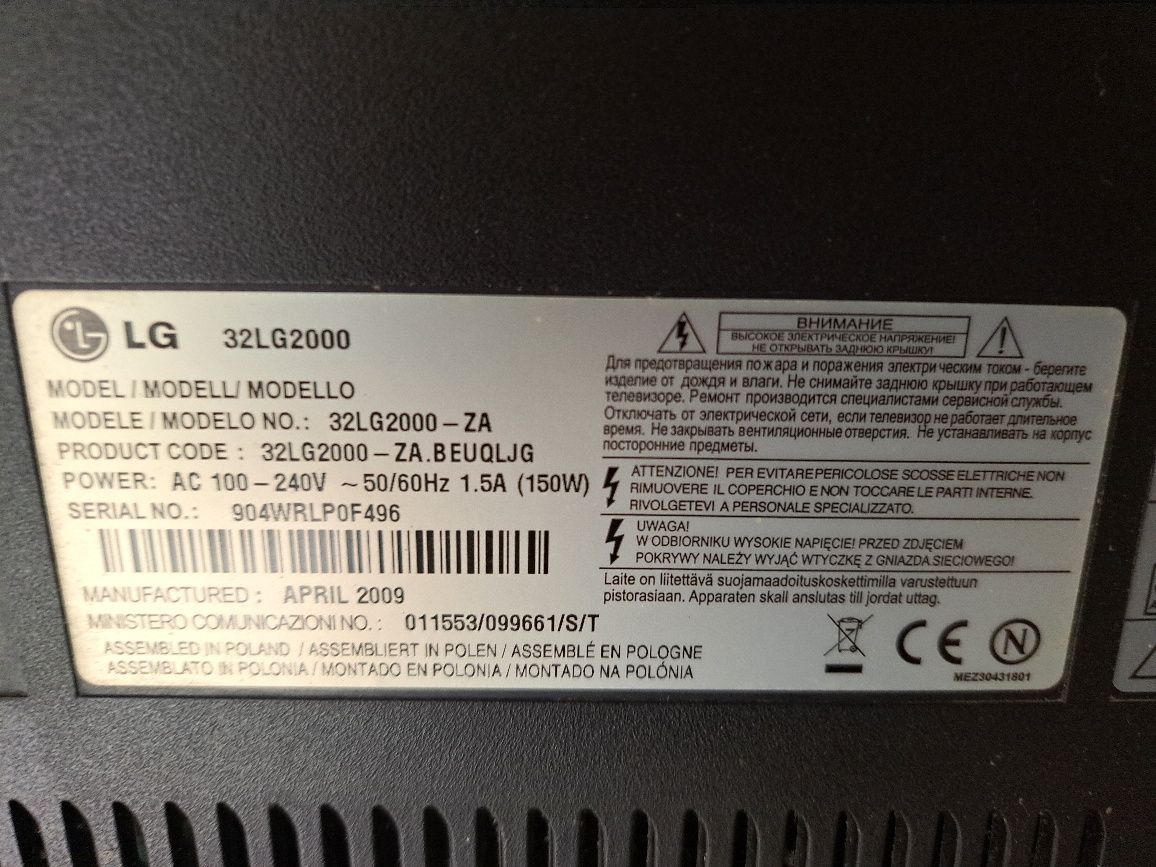 LG 32LG2000
MODEL / MODELL/ MODELLO
MODELE / MODELO NO.: 32LG2000-ZA
PRODUCT CODE : 32LG2000-ZA.BEUQLJG
POWER: AC 100-240V ~50/60Hz 1.5A (150W)
SERIAL NO.: 904WRLP0F496
MANUFACTURED : APRIL 2009
MINISTERO COMUNICAZIONI NO. : 011553/099661/S/T
ASSEMBLED IN POLAND / ASSEMBLIERT IN POLEN / ASSEMBLÉ EN POLOGNE
ASSEMBLATO IN POLONIA / MONTADO EN POLONIA / MONTADO NA POLÓNIA
ВНИМАНИЕ
ВЫСОКОЕ ЭЛЕКТРИЧЕСКОЕ НАПРЯЖЕНИЕ!
НЕ ОТКРЫВАТЬ ЗАДНЮЮ КРЫШКУ!
Для предотвращения пожара и поражения электрическим током - берегите
изделие от дождя и влаги. Не снимайте заднюю крышку при работающем
телевизоре. Ремонт производится специалистами сервисной службы.
Отключать от электрической сети, если телевизор не работает длительное
время. Не закрывать вентиляционные отверстия. Не устанавливать на корпус
посторонние предметы.
ATTENZIONE! PER EVITARE PERICOLOSE SCOSSE ELETTRICHE NON
RIMUOVERE IL COPERCHIO E NON TOCCARE LE PARTI INTERNE.
RIVOLGETEVI A PERSONALE SPECIALIZZATO.
UWAGA!
W ODBIORNIKU WYSOKIE NAPIĘCIE! PRZED ZDJĘCIEM
POKRYWY NALEŻY WYJĄĆ WTYCZKĘ Z GNIAZDA SIECIOWEGO!
Laite on liitettävä suojamaadoituskoskettimilla varustettuun
pistorasiaan. Apparaten skall anslutas till jordat uttag.
CE N
MEZ30431801